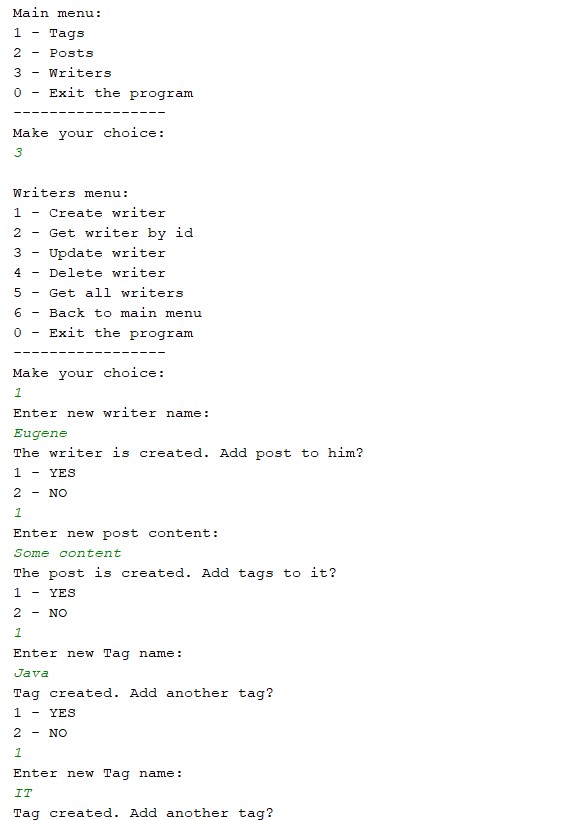 Main menu:
1 - Tags
2 - Posts
3 - Writers
0 - Exit the program
-----------------
Make your choice:
3
Writers menu:
1 - Create writer
2 - Get writer by id
3 - Update writer
4 - Delete writer
5 - Get all writers
6 - Back to main menu
0 - Exit the program
-----------------
Make your choice:
1
Enter new writer name:
Eugene
The writer is created. Add post to him?
1 - YES
2 - NO
1
Enter new post content:
Some content
The post is created. Add tags to it?
1 - YES
2 - NO
1
Enter new Tag name:
Java
Tag created. Add another tag?
1 - YES
2 - NO
1
Enter new Tag name:
IT
Tag created. Add another tag?